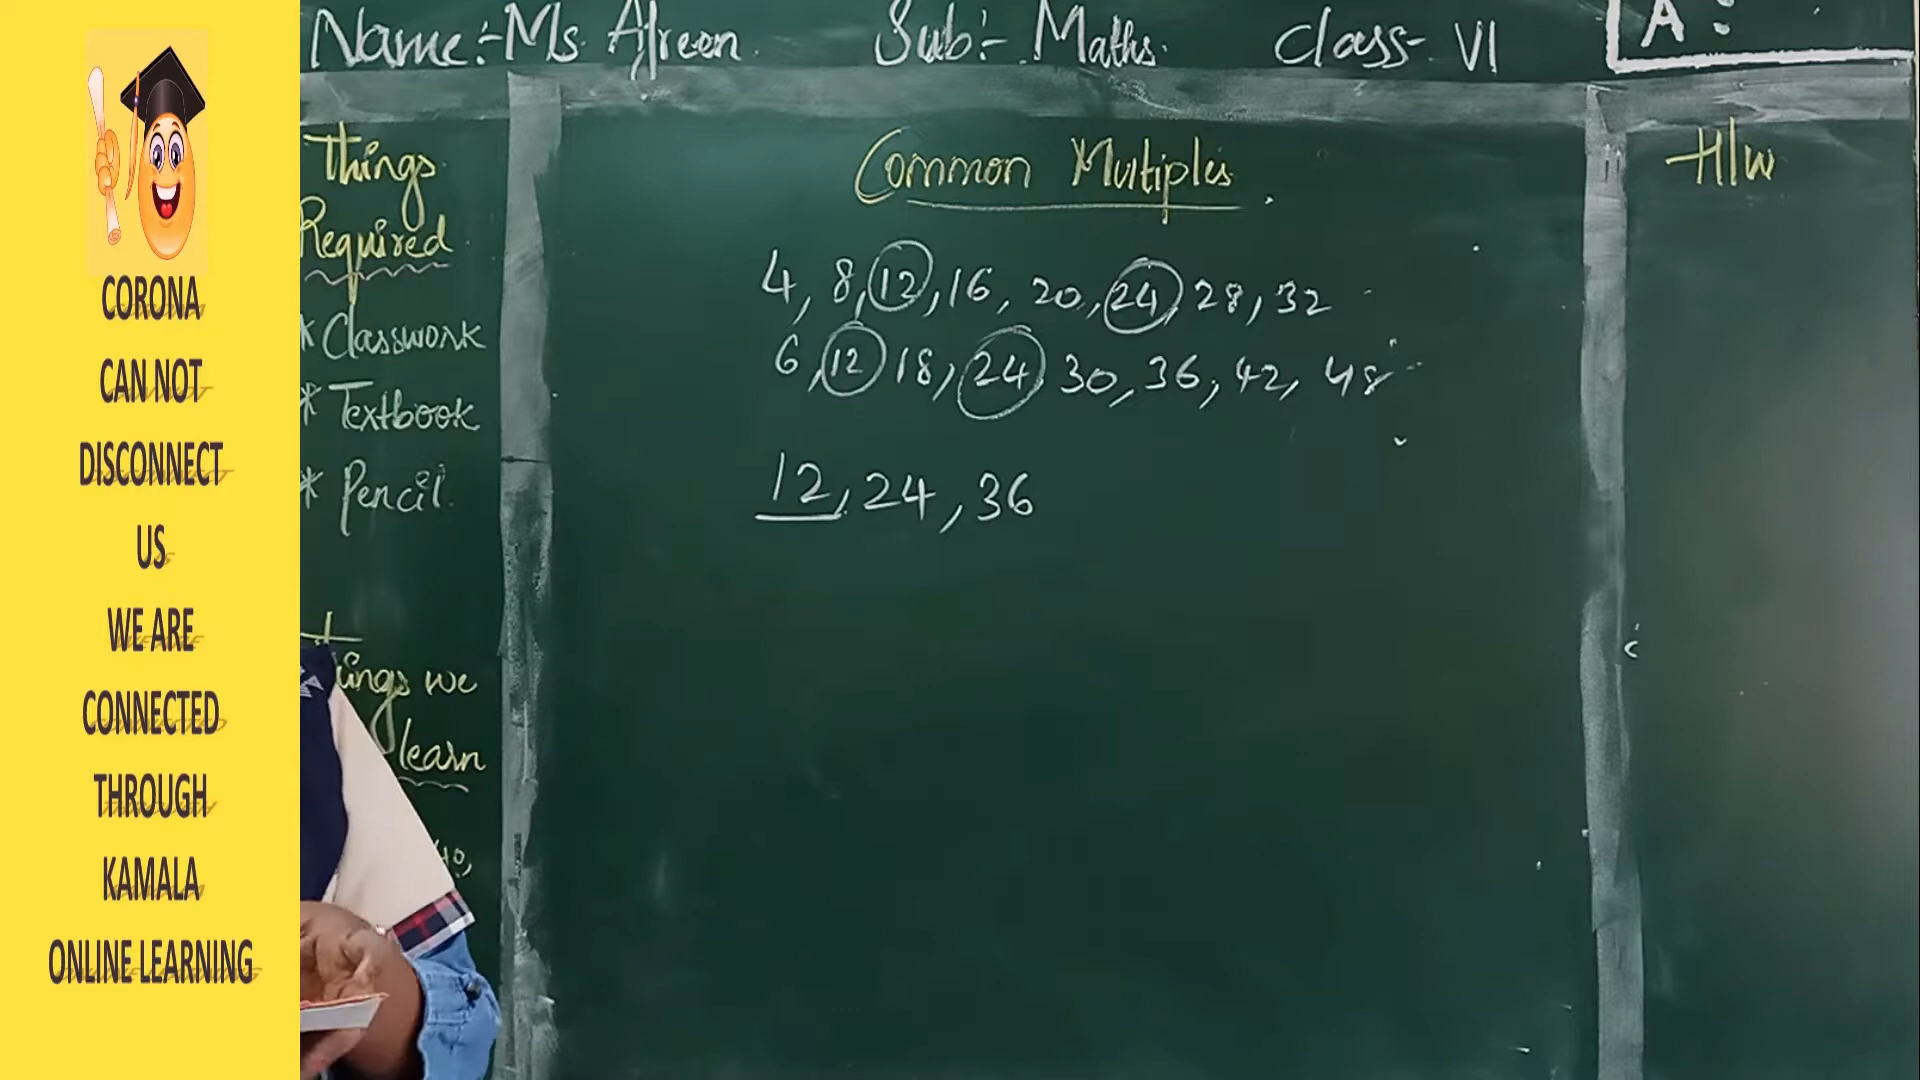 CORONA
CAN NOT
DISCONNECT
US
WE ARE
CONNECTED
THROUGH
KAMALA
ONLINE LEARNING
Name:- Ms. Afreen. Sub:- Maths. Class- VI
A:
Things
Required
* Classwork
* Textbook
* Pencil.
we
learn
Common Multiples.
4, 8, 12, 16, 20, 24, 28, 32
6, 12 18, 24, 30, 36, 42, 48
12, 24, 36
H/w